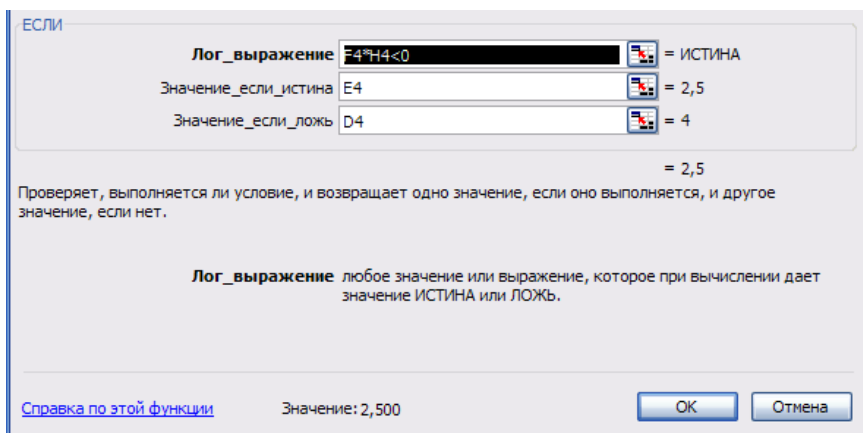 ЕСЛИ
Лог_выражение F4*H4<0 = ИСТИНА
Значение_если_истина E4 = 2,5
Значение_если_ложь D4 = 4
= 2,5
Проверяет, выполняется ли условие, и возвращает одно значение, если оно выполняется, и другое
значение, если нет.
Лог_выражение любое значение или выражение, которое при вычислении дает
значение ИСТИНА или ЛОЖЬ.
Справка по этой функции Значение: 2,500 ОК Отмена